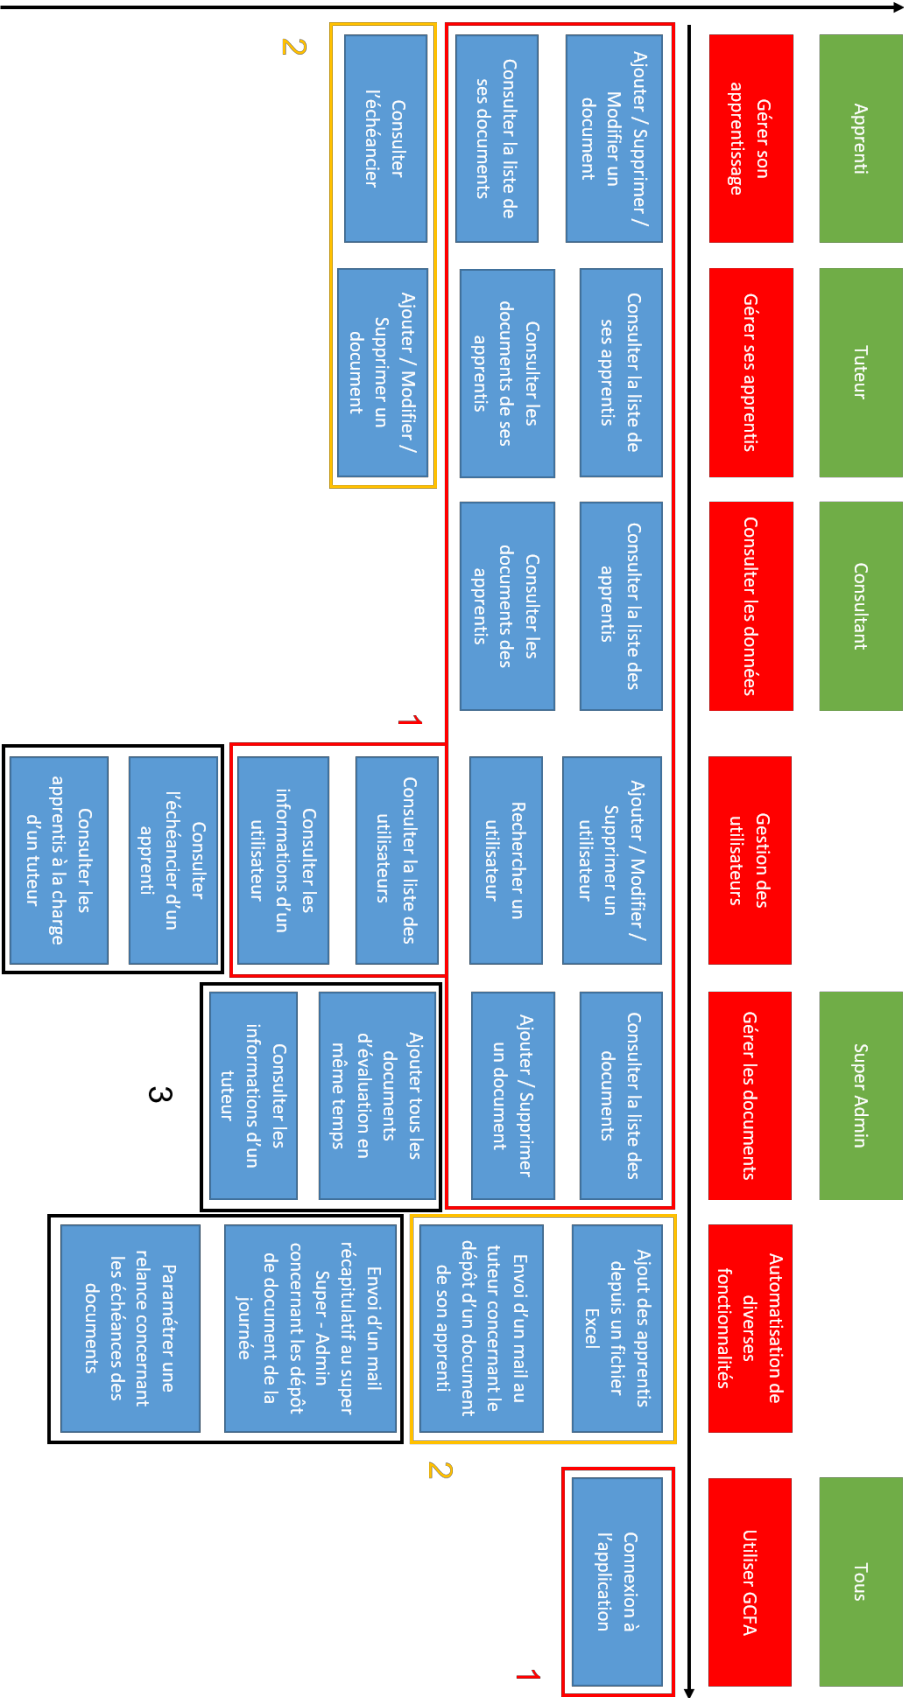 Apprenti
Tuteur
Consultant
Super Admin
Tous
Gérer son
apprentissage
Gérer ses apprentis
Consulter les données
Gestion des
utilisateurs
Gérer les documents
Automatisation de
diverses
fonctionnalités
Utiliser GCFA
Ajouter / Supprimer /
Modifier un
document
Consulter la liste de
ses apprentis
Consulter la liste des
apprentis
Ajouter / Modifier /
Supprimer un
utilisateur
Consulter la liste des
documents
Ajout des apprentis
depuis un fichier
Excel
Connexion à
l'application
Consulter la liste de
ses documents
Consulter les
documents de ses
apprentis
Consulter les
documents des
apprentis
Rechercher un
utilisateur
Ajouter / Supprimer
un document
Envoi d'un mail au
tuteur concernant le
dépôt d'un document
de son apprenti
1
Consulter
l'échéancier
Ajouter / Modifier /
Supprimer un
document
1
Consulter la liste des
utilisateurs
Ajouter tous les
documents
d'évaluation en
même temps
Envoi d'un mail
récapitulatif au super
Super - Admin
concernant les dépôt
de document de la
journée
2
2
Consulter les
informations d'un
utilisateur
Consulter les
informations d'un
tuteur
Paramétrer une
relance concernant
les échéances des
documents
Consulter
l'échéancier d'un
apprenti
3
Consulter les
apprentis à la charge
d'un tuteur